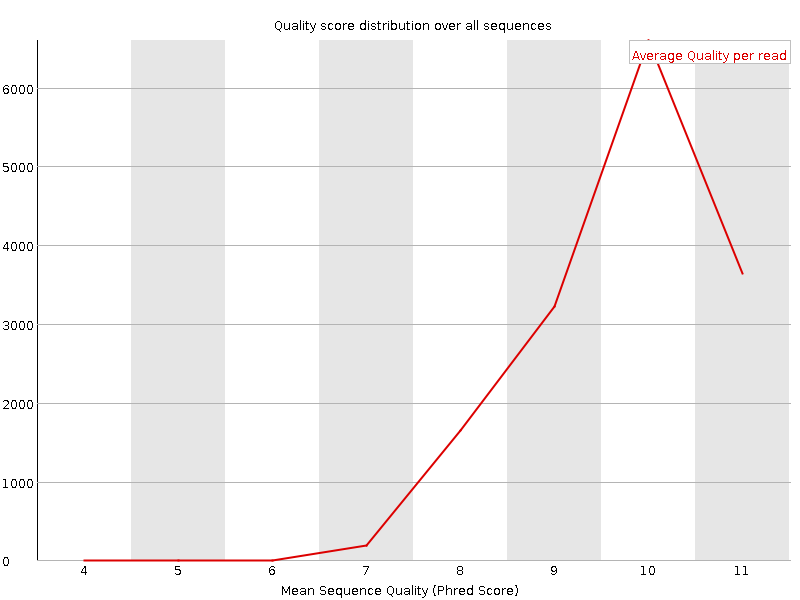 Quality score distribution over all sequences
Average Quality per read
6000
5000
4000
3000
2000
1000
0
4 5 6 7 8 9 10 11
Mean Sequence Quality (Phred Score)